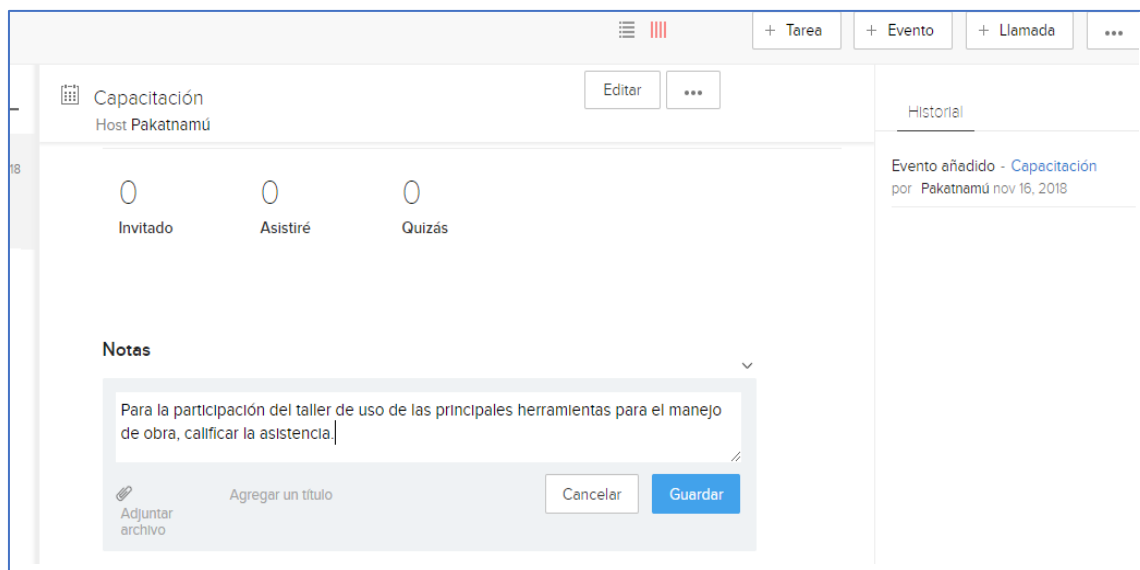 + Tarea + Evento + Llamada
Capacitación
Host Pakatnamú
Editar
Historial
18
Evento añadido - Capacitación
por Pakatnamú nov 16, 2018
0 0 0
Invitado Asistiré Quizás
Notas
Para la participación del taller de uso de las principales herramientas para el manejo
de obra, calificar la asistencia.
Adjuntar
archivo
Agregar un título
Cancelar Guardar